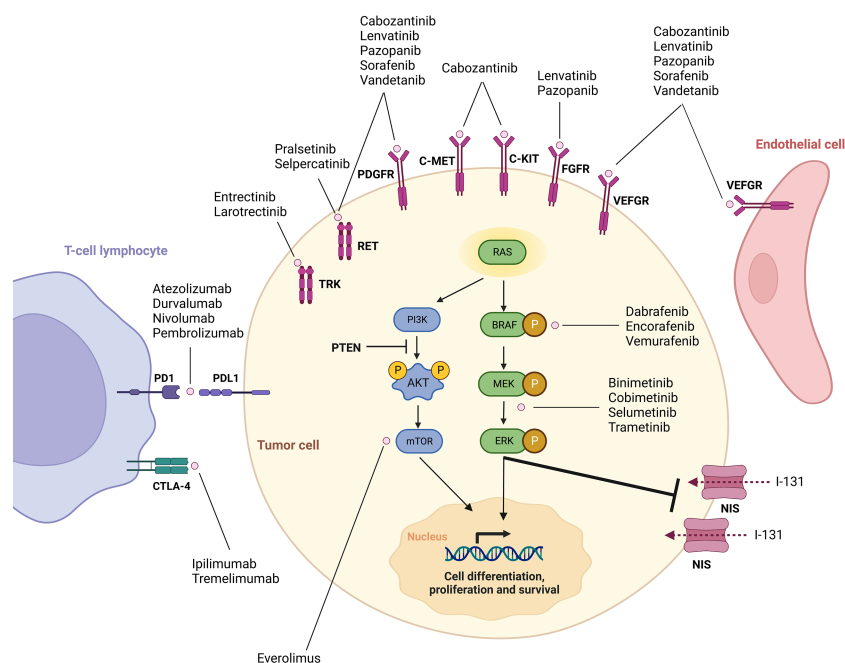 Cabozantinib
Lenvatinib
Pazopanib
Sorafenib
Vandetanib
Cabozantinib
Lenvatinib
Pazopanib
Cabozantinib
Lenvatinib
Pazopanib
Sorafenib
Vandetanib
Endothelial cell
Pralsetinib
Selpercatinib
PDGFR
C-MET
C-KIT
FGFR
VEFGR
VEFGR
Entrectinib
Larotrectinib
RET
TRK
T-cell lymphocyte
RAS
Atezolizumab
Durvalumab
Nivolumab
Pembrolizumab
PI3K
BRAF
P
Dabrafenib
Encorafenib
Vemurafenib
PTEN
PD1
PDL1
P
P
AKT
MEK
P
Binimetinib
Cobimetinib
Selumetinib
Trametinib
Tumor cell
mTOR
ERK
P
CTLA-4
I-131
NIS
I-131
NIS
Nucleus
Cell differentiation,
proliferation and survival
Ipilimumab
Tremelimumab
Everolimus